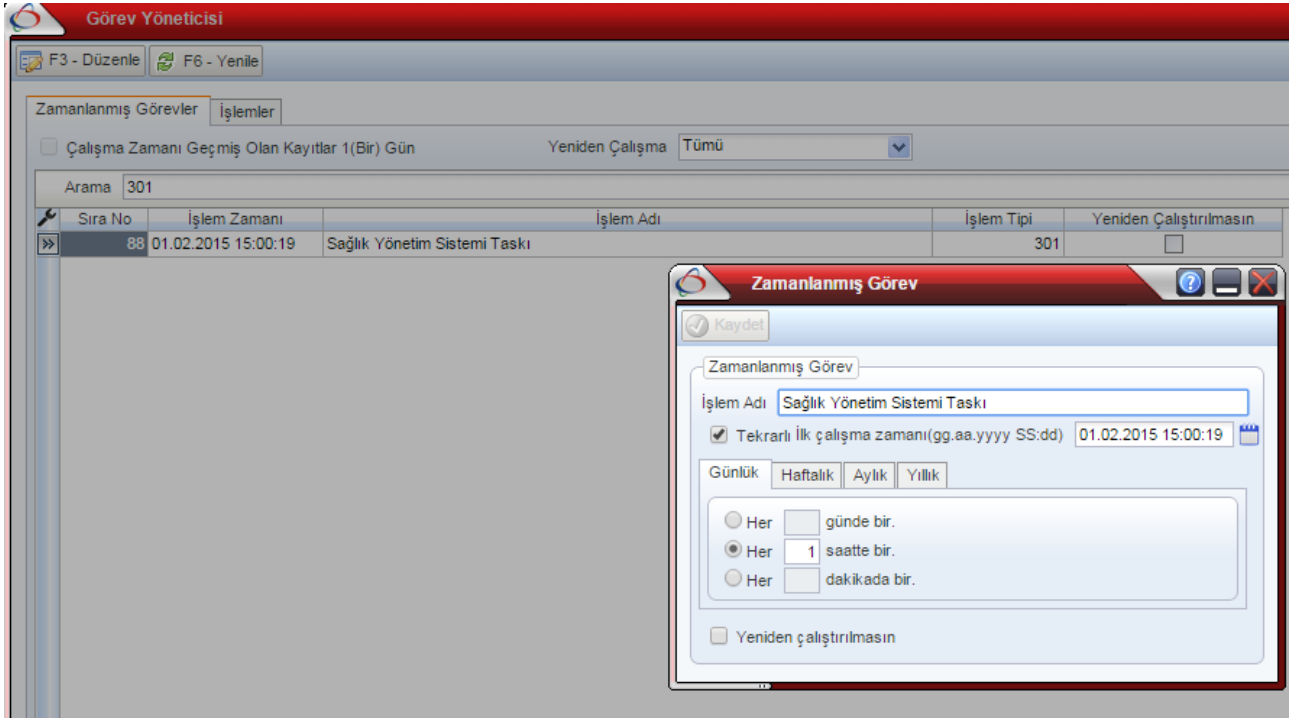 Görev Yöneticisi
F3 - Düzenle F6 - Yenile
Zamanlanmış Görevler İşlemler
Çalışma Zamanı Geçmiş Olan Kayıtlar 1(Bir) Gün Yeniden Çalışma Tümü
Arama 301
Sıra No İşlem Zamanı İşlem Adı İşlem Tipi Yeniden Çalıştırılmasın
88 01.02.2015 15:00:19 Sağlık Yönetim Sistemi Taskı 301
Zamanlanmış Görev
Kaydet
Zamanlanmış Görev
İşlem Adı Sağlık Yönetim Sistemi Taskı
Tekrarlı İlk çalışma zamanı(gg.aa.yyyy SS:dd) 01.02.2015 15:00:19
Günlük Haftalık Aylık Yıllık
Her günde bir.
Her 1 saatte bir.
Her dakikada bir.
Yeniden çalıştırılmasın